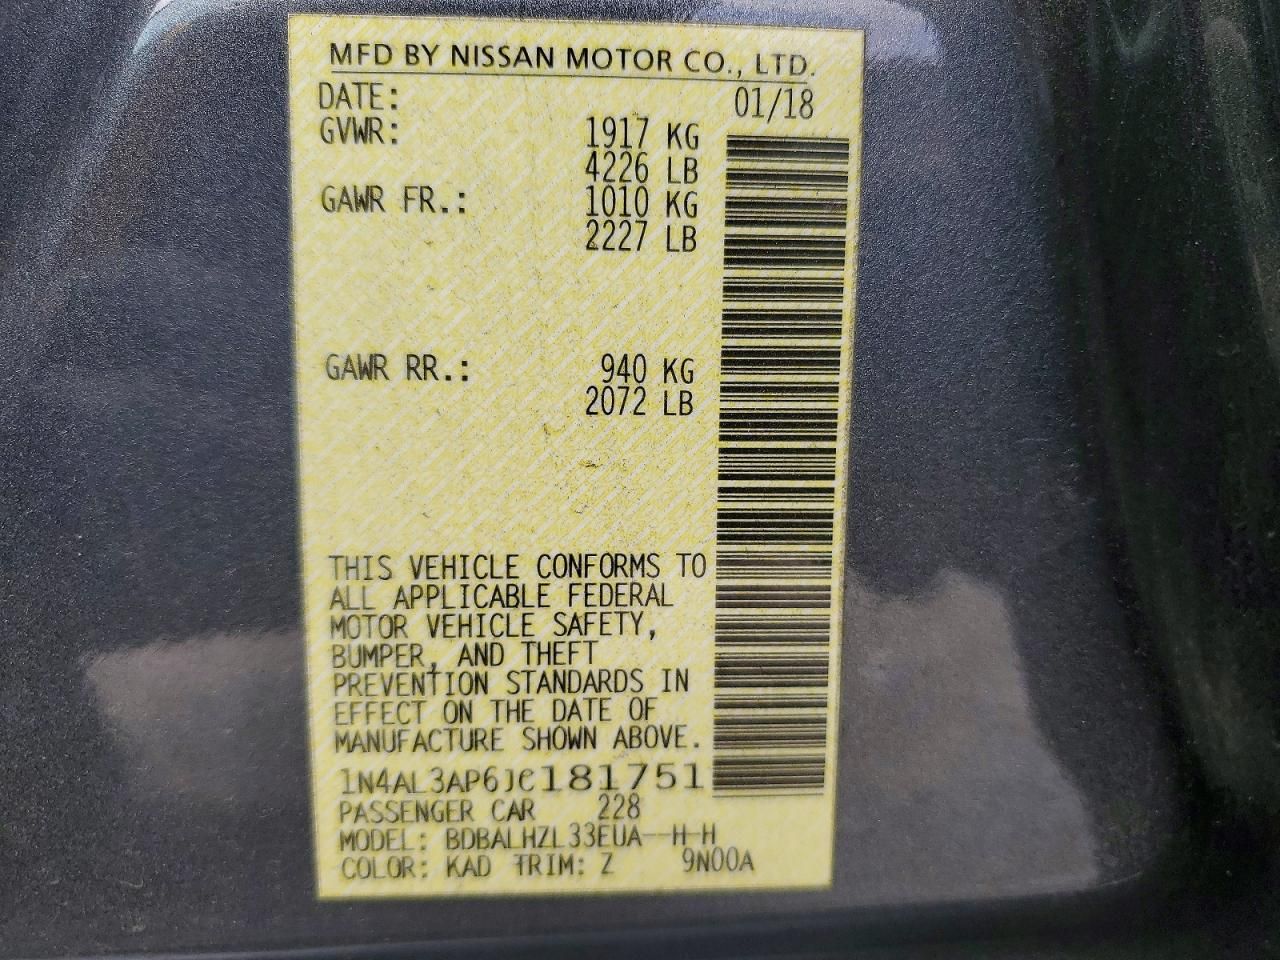 MFD BY NISSAN MOTOR CO., LTD.
DATE: 01/18
GVWR: 1917 KG
4226 LB
GAWR FR.: 1010 KG
2227 LB
GAWR RR.: 940 KG
2072 LB
THIS VEHICLE CONFORMS TO
ALL APPLICABLE FEDERAL
MOTOR VEHICLE SAFETY,
BUMPER, AND THEFT
PREVENTION STANDARDS IN
EFFECT ON THE DATE OF
MANUFACTURE SHOWN ABOVE.
1N4AL3AP6JC181751
PASSENGER CAR 228
MODEL: BDBALHZL33EUA--H-H
COLOR: KAD TRIM: Z 9N00A